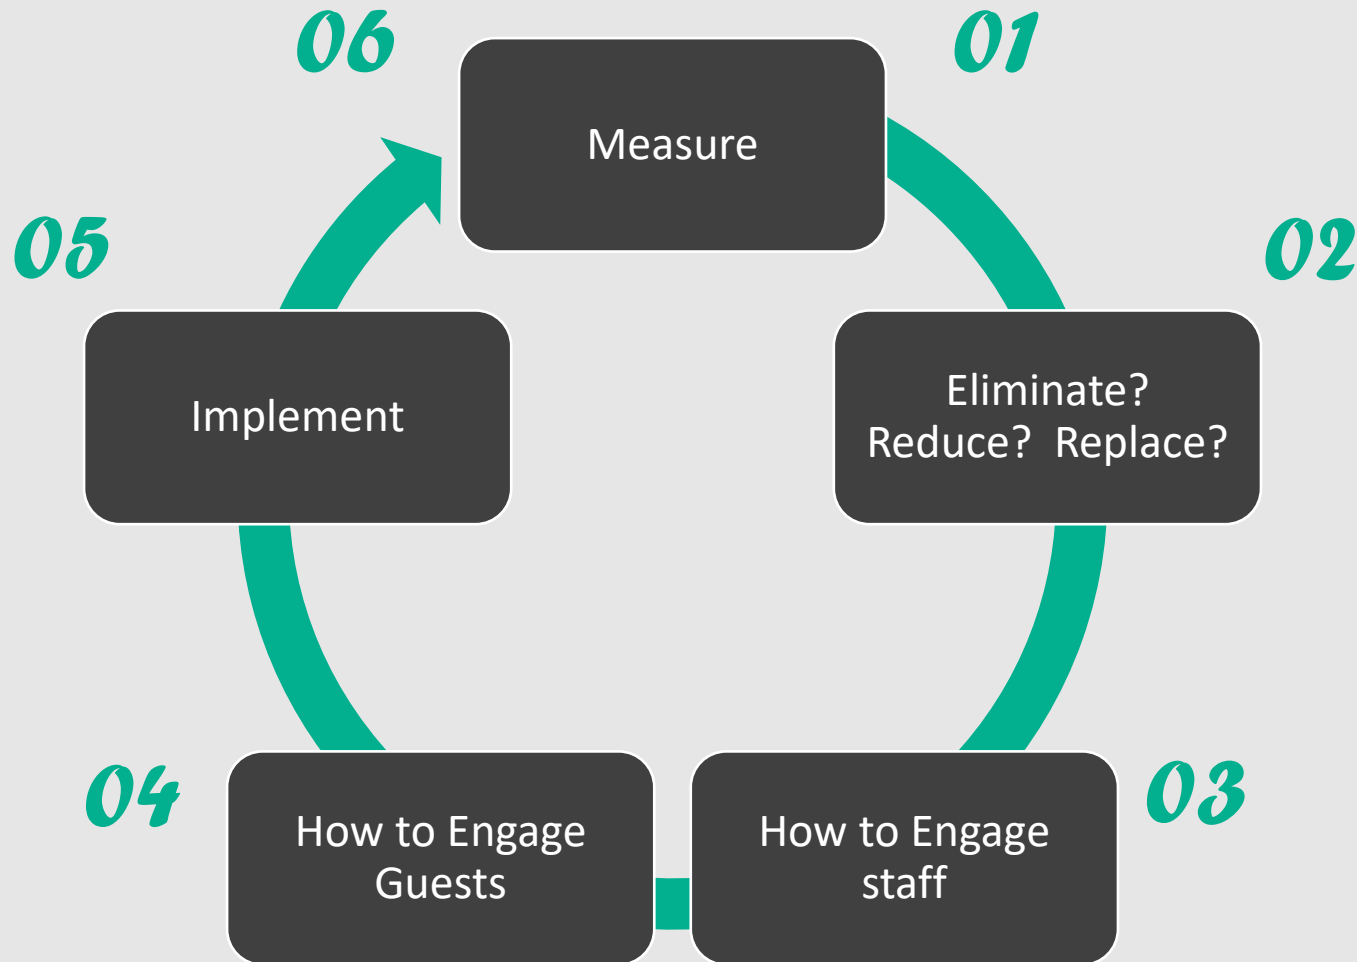 06
01
Measure
05
02
Implement
Eliminate?
Reduce?  Replace?
04
03
How to Engage
Guests
How to Engage
staff